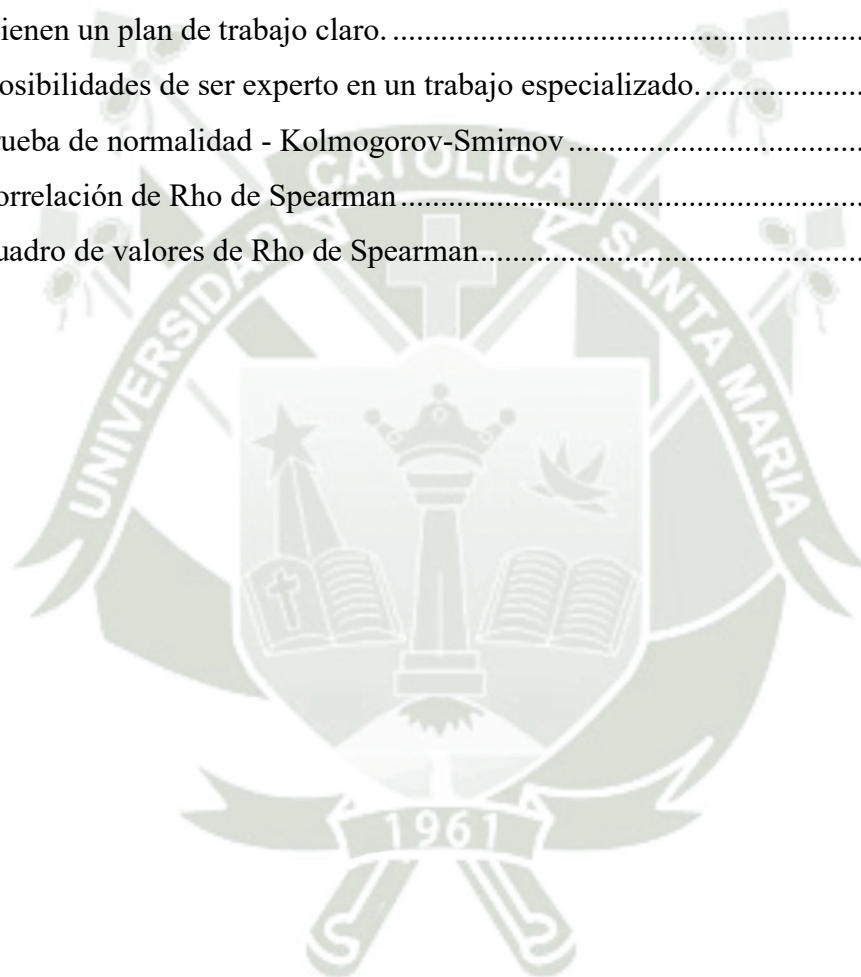 ienen un plan de trabajo claro. ............................................................
osibilidades de ser experto en un trabajo especializado. ....................
rueba de normalidad - Kolmogorov-Smirnov ......................................
orrelación de Rho de Spearman ...........................................................
uadro de valores de Rho de Spearman.................................................
UNIVERSIDAD CATOLICA SANTA MARIA
1961